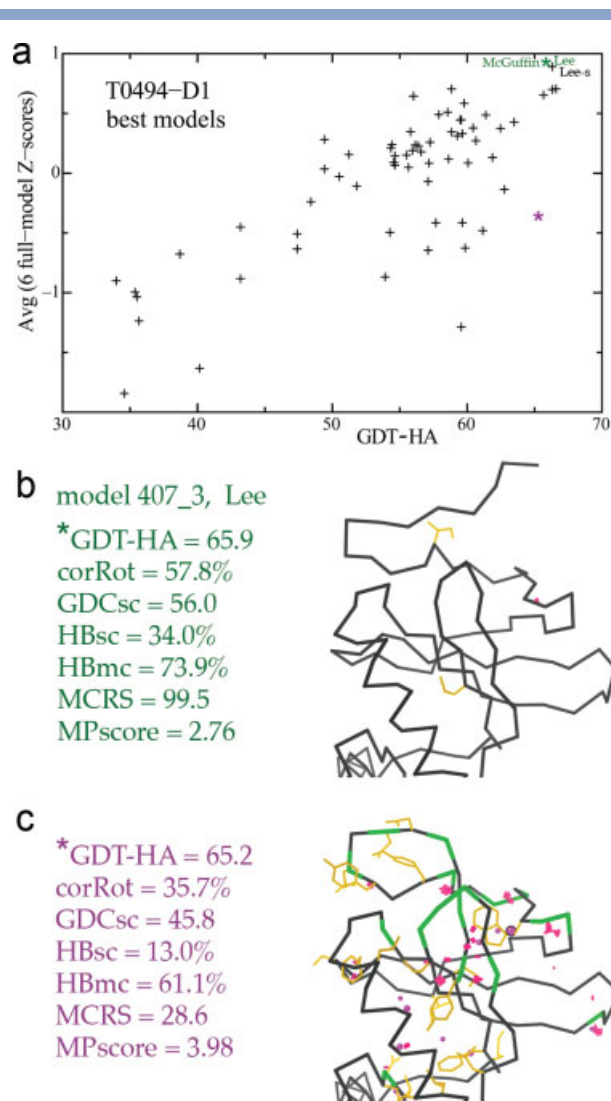 a
McGuffin * Lee
Lee-s
T0494–D1
best models
Avg (6 full–model Z–scores)
1
0
–1
30
40
50
60
70
GDT–HA
b
model 407_3, Lee
*GDT-HA = 65.9
corRot = 57.8%
GDCsc = 56.0
HBsc = 34.0%
HBmc = 73.9%
MCRS = 99.5
MPscore = 2.76
c
*GDT-HA = 65.2
corRot = 35.7%
GDCsc = 45.8
HBsc = 13.0%
HBmc = 61.1%
MCRS = 28.6
MPscore = 3.98